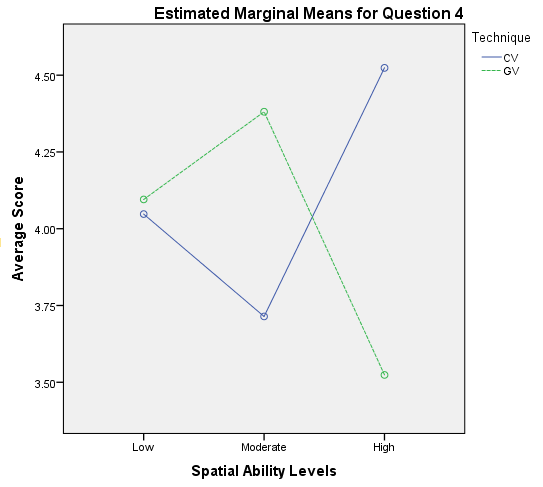 Estimated Marginal Means for Question 4
Technique
CV
GV
4.50
4.25
4.00
3.75
3.50
Average Score
Low Moderate High
Spatial Ability Levels